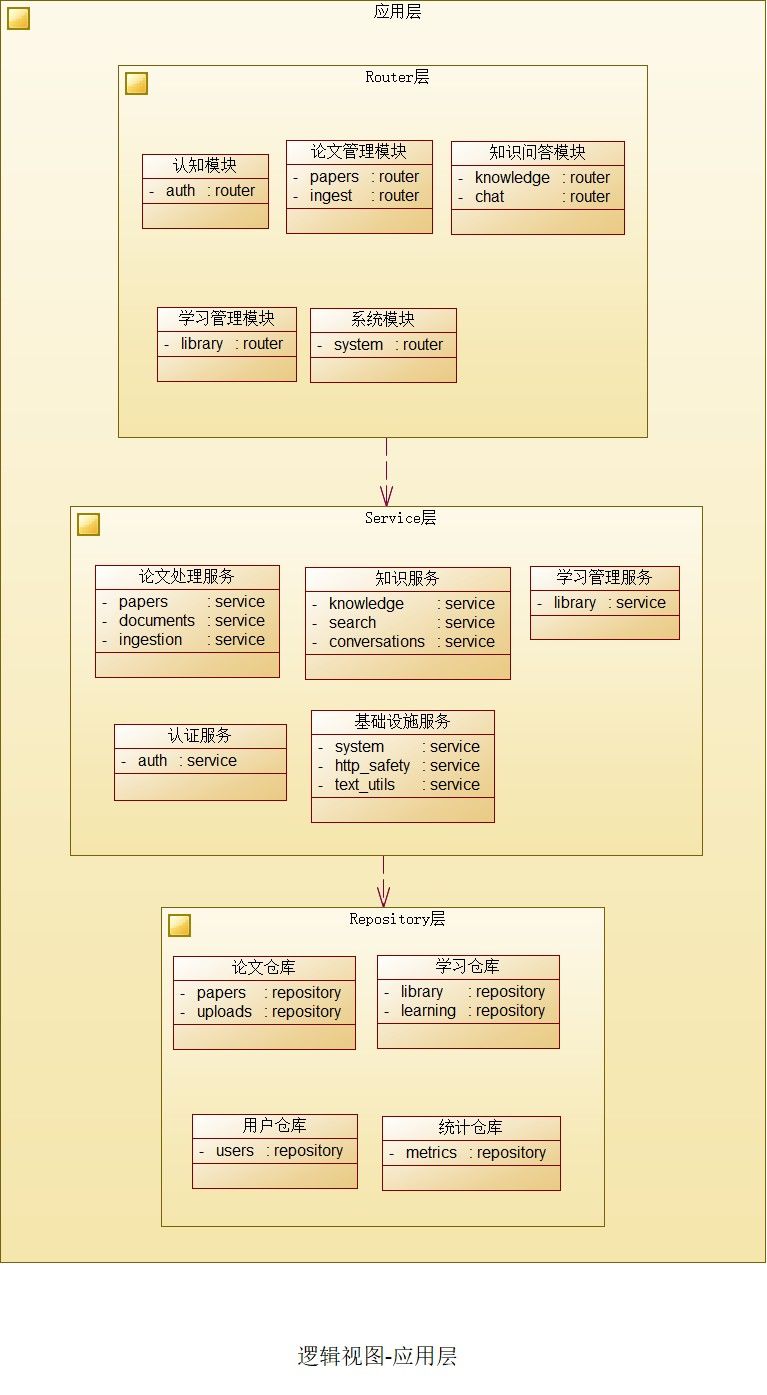 应用层
Router层
认知模块
- auth : router
论文管理模块
- papers : router
- ingest : router
知识问答模块
- knowledge : router
- chat : router
学习管理模块
- library : router
系统模块
- system : router
Service层
论文处理服务
- papers : service
- documents : service
- ingestion : service
知识服务
- knowledge : service
- search : service
- conversations : service
学习管理服务
- library : service
认证服务
- auth : service
基础设施服务
- system : service
- http_safety : service
- text_utils : service
Repository层
论文仓库
- papers : repository
- uploads : repository
学习仓库
- library : repository
- learning : repository
用户仓库
- users : repository
统计仓库
- metrics : repository
逻辑视图-应用层